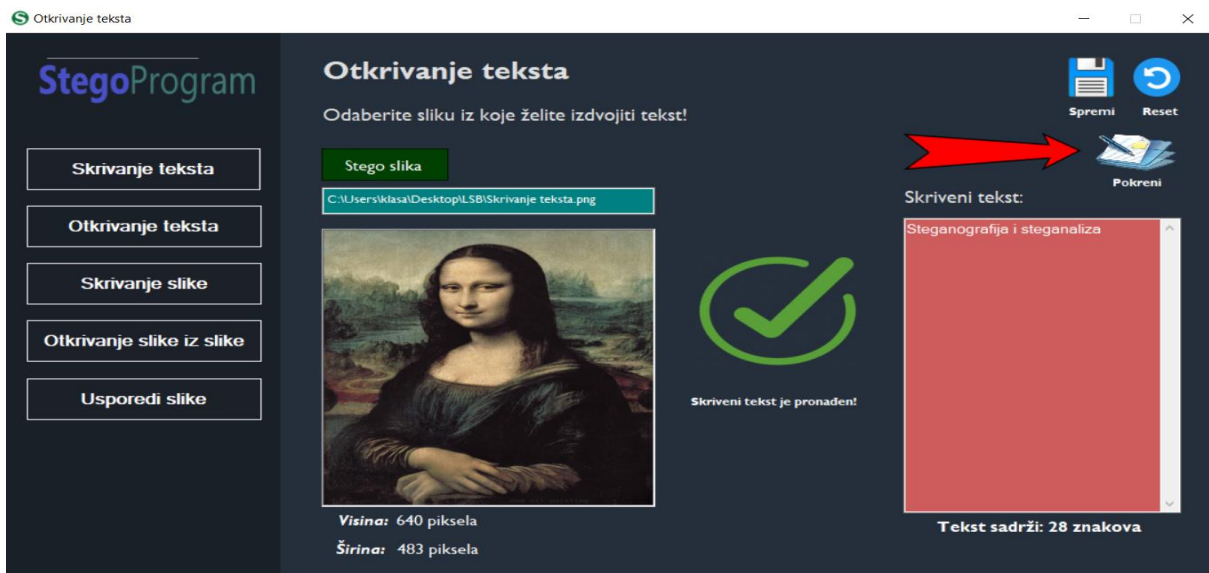 Otkrivanje teksta
StegoProgram
Skrivanje teksta
Otkrivanje teksta
Skrivanje slike
Otkrivanje slike iz slike
Usporedi slike
Otkrivanje teksta
Odaberite sliku iz koje želite izdvojiti tekst!
Stego slika
C:\Users\klasa\Desktop\LSB\Skrivanje teksta.png
Visina: 640 piksela
Širina: 483 piksela
Skriveni tekst je pronađen!
Spremi Reset
Pokreni
Skriveni tekst:
Steganografija i steganaliza
Tekst sadrži: 28 znakova